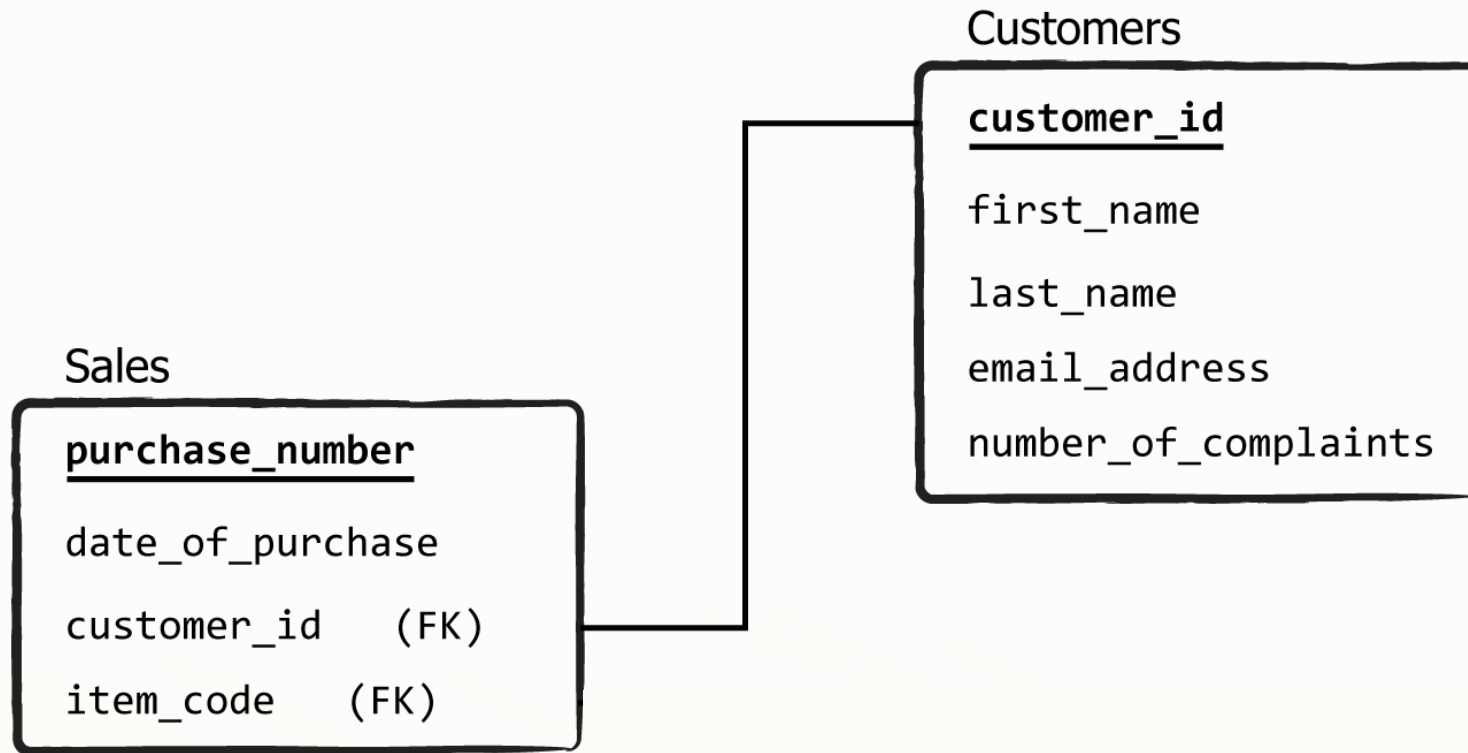 Customers
customer_id
first_name
last_name
email_address
number_of_complaints
Sales
purchase_number
date_of_purchase
customer_id (FK)
item_code (FK)